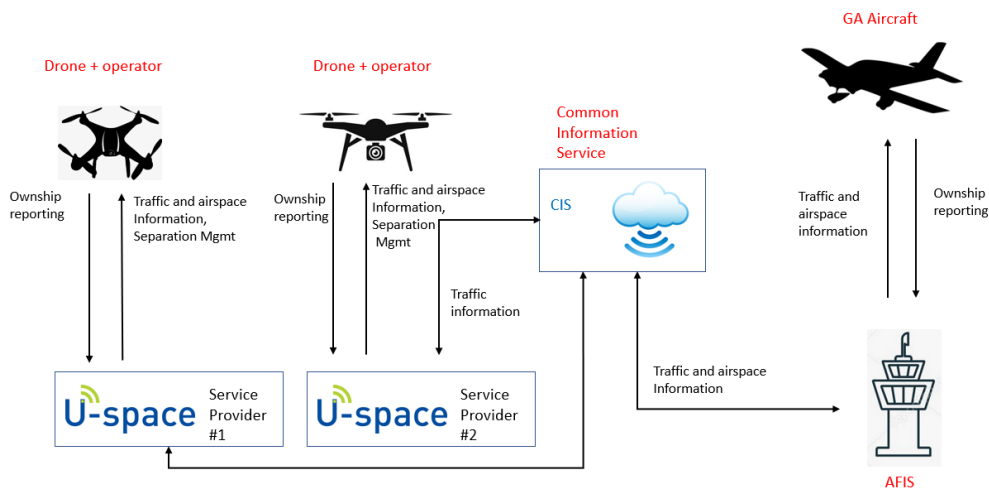 GA Aircraft
Drone + operator
Drone + operator
Common
Information
Service
Ownship
reporting
Traffic and airspace
Information,
Separation Mgmt
Ownship
reporting
Traffic and airspace
Information,
Separation
Mgmt
CIS
Traffic and
airspace
information
Ownship
reporting
Traffic
information
Traffic and airspace
Information
U-space
Service
Provider
#1
U-space
Service
Provider
#2
AFIS